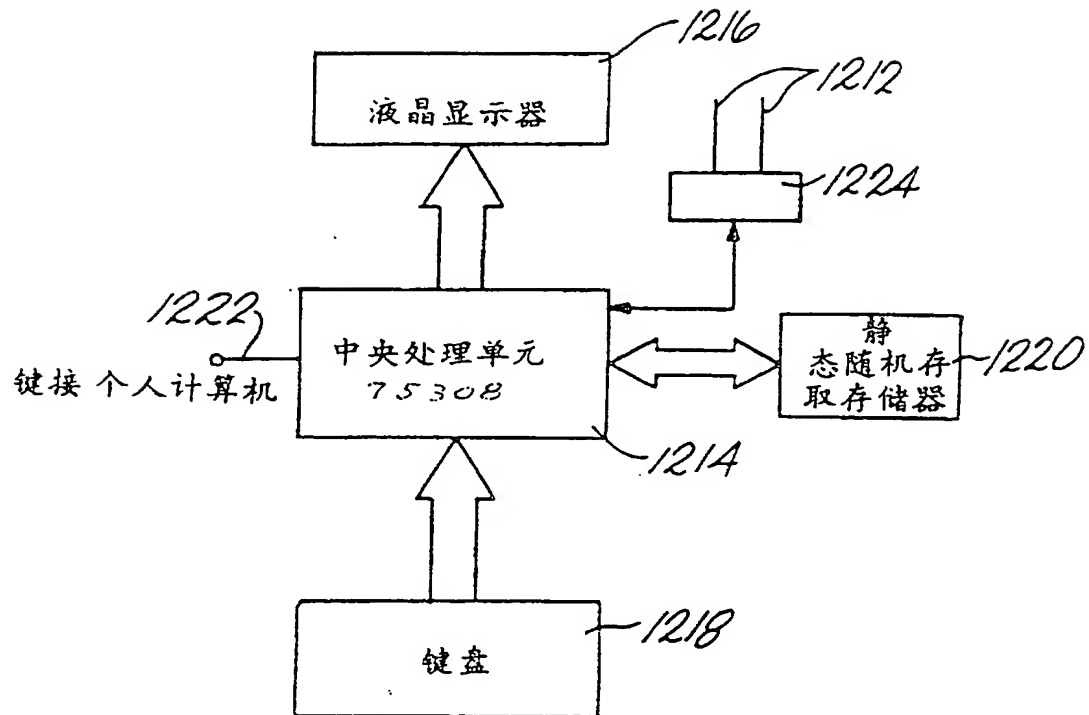 1216
液晶显示器
1212
1224
1222
键接 个人计算机
中央处理单元
75308
1214
静
态随机存
取存储器
1220
1218
键盘